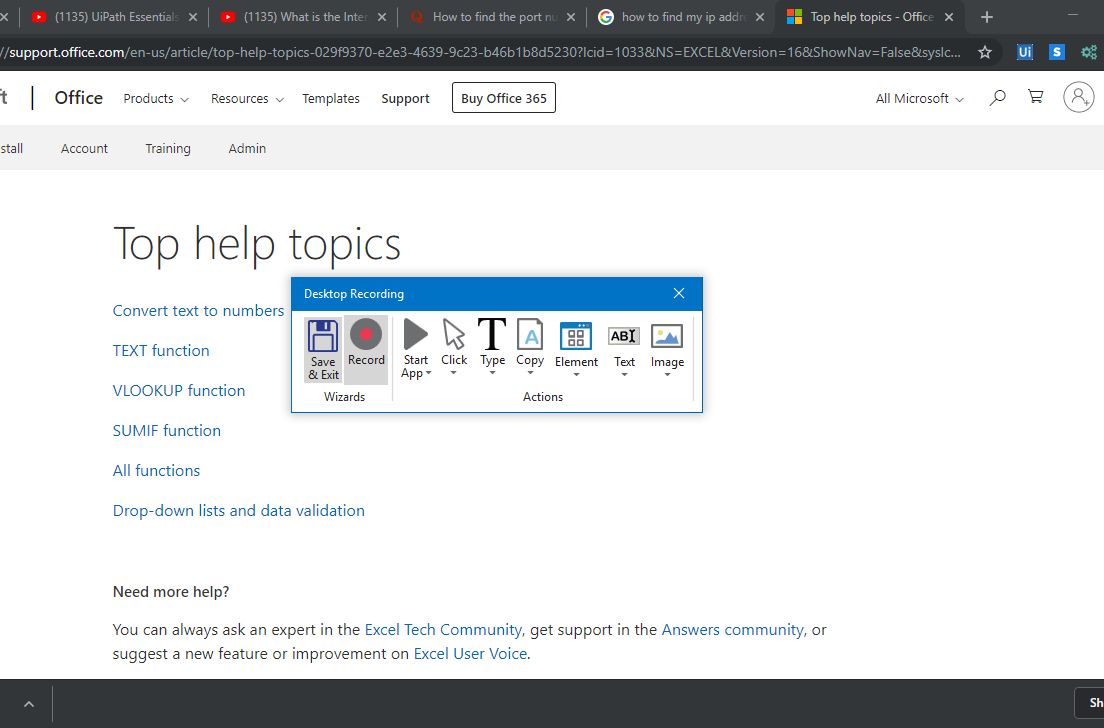 (1135) UiPath Essentials
(1135) What is the Inter
How to find the port nu
how to find my ip addre
Top help topics - Office
//support.office.com/en-us/article/top-help-topics-029f9370-e2e3-4639-9c23-b46b1b8d5230?lcid=1033&NS=EXCEL&Version=16&ShowNav=False&syslc...
Ui
S
ft
Office
Products
Resources
Templates
Support
Buy Office 365
All Microsoft
stall
Account
Training
Admin
Top help topics
Convert text to numbers
TEXT function
VLOOKUP function
SUMIF function
All functions
Drop-down lists and data validation
Desktop Recording
Save
& Exit
Record
Start
App
Click
T
Type
A
Copy
Element
ABI
Text
Image
Wizards
Actions
Need more help?
You can always ask an expert in the Excel Tech Community, get support in the Answers community, or
suggest a new feature or improvement on Excel User Voice.
Sh